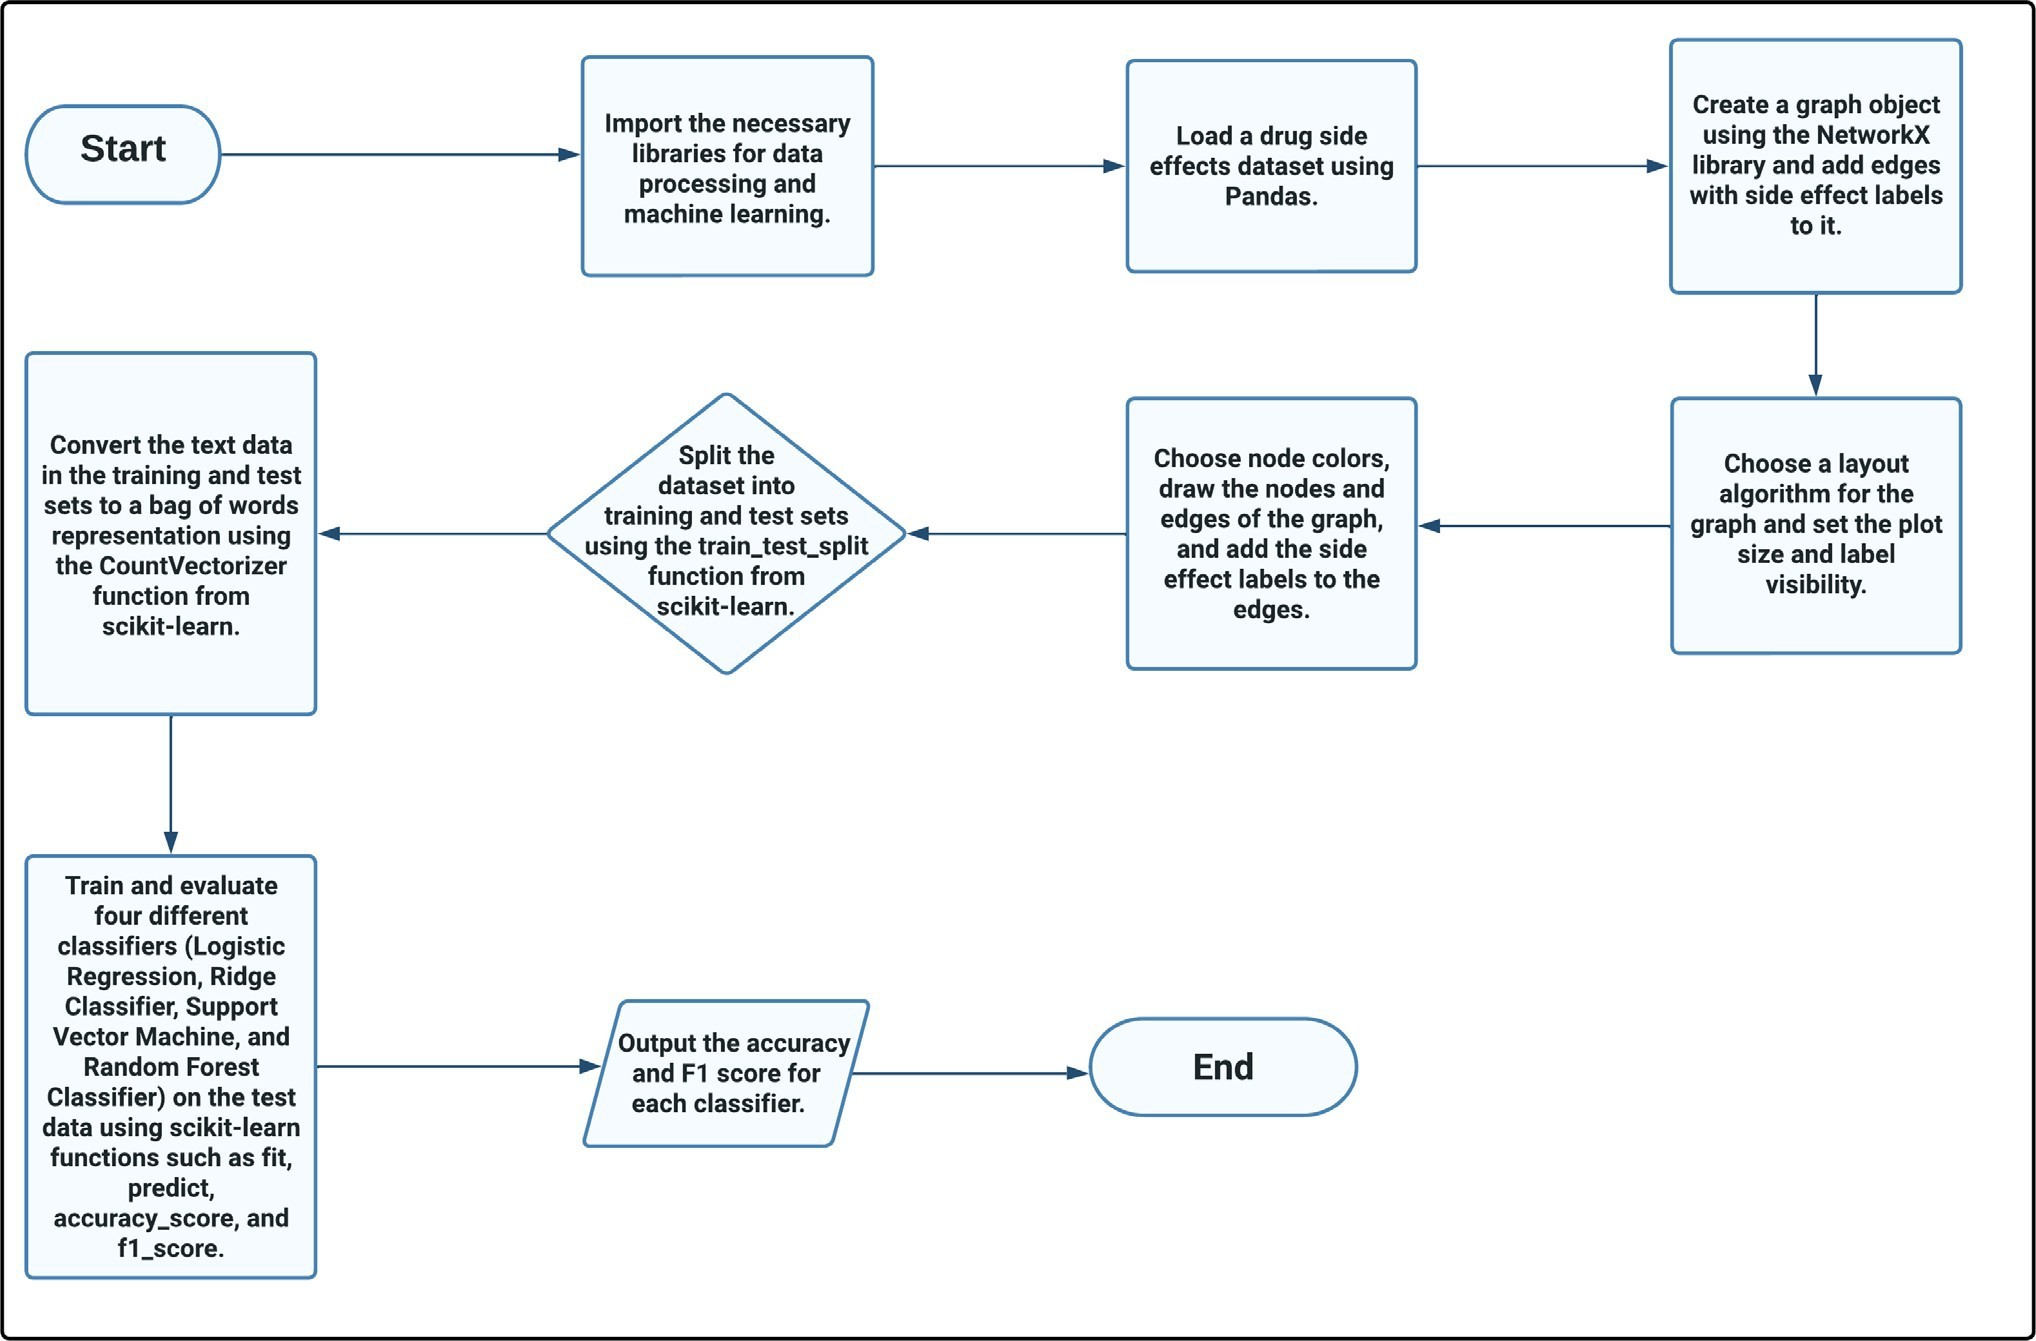 Start
Import the necessary
libraries for data
processing and
machine learning.
Load a drug side
effects dataset using
Pandas.
Create a graph object
using the NetworkX
library and add edges
with side effect labels
to it.
Choose a layout
algorithm for the
graph and set the plot
size and label
visibility.
Choose node colors,
draw the nodes and
edges of the graph,
and add the side
effect labels to the
edges.
Split the
dataset into
training and test sets
using the train_test_split
function from
scikit-learn.
Convert the text data
in the training and test
sets to a bag of words
representation using
the CountVectorizer
function from
scikit-learn.
Train and evaluate
four different
classifiers (Logistic
Regression, Ridge
Classifier, Support
Vector Machine, and
Random Forest
Classifier) on the test
data using scikit-learn
functions such as fit,
predict,
accuracy_score, and
f1_score.
Output the accuracy
and F1 score for
each classifier.
End